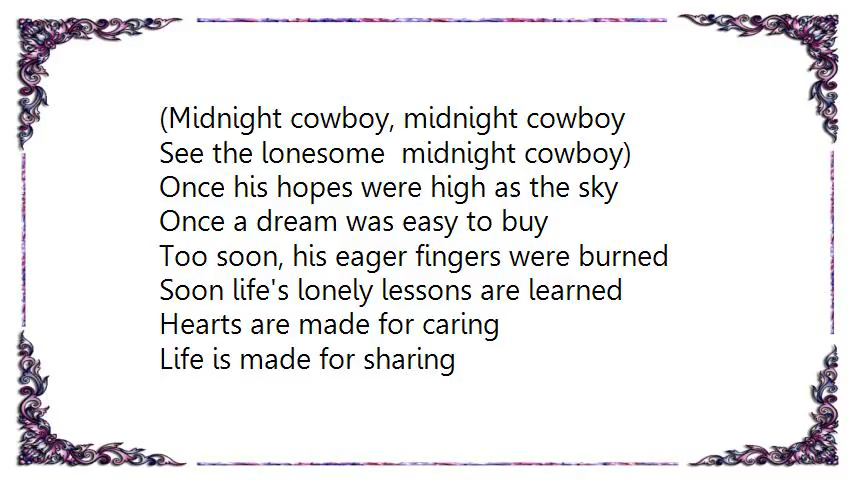 (Midnight cowboy, midnight cowboy
See the lonesome  midnight cowboy)
Once his hopes were high as the sky
Once a dream was easy to buy
Too soon, his eager fingers were burned
Soon life's lonely lessons are learned
Hearts are made for caring
Life is made for sharing